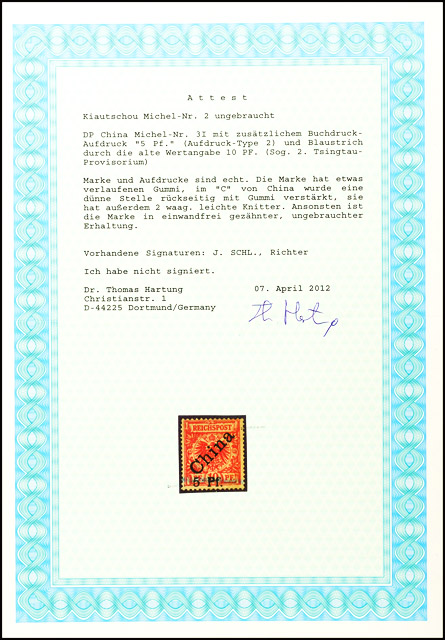 Attest
Kiautschou Michel-Nr. 2 ungebraucht
DP China Michel-Nr. 3I mit zusätzlichem Buchdruck-
Aufdruck "5 Pf." (Aufdruck-Type 2) und Blaustrich
durch die alte Wertangabe 10 PF. (Sog. 2. Tsingtau-
Provisorium)
Marke und Aufdrucke sind echt. Die Marke hat etwas
verlaufenen Gummi, im "C" von China wurde eine
dünne Stelle rückseitig mit Gummi verstärkt, sie
hat außerdem 2 waag. leichte Knitter. Ansonsten ist
die Marke in einwandfrei gezähnter, ungebrauchter
Erhaltung.
Vorhandene Signaturen: J. SCHL., Richter
Ich habe nicht signiert.
Dr. Thomas Hartung 07. April 2012
Christianstr. 1
D-44225 Dortmund/Germany
REICHSPOST
China
5 Pf.